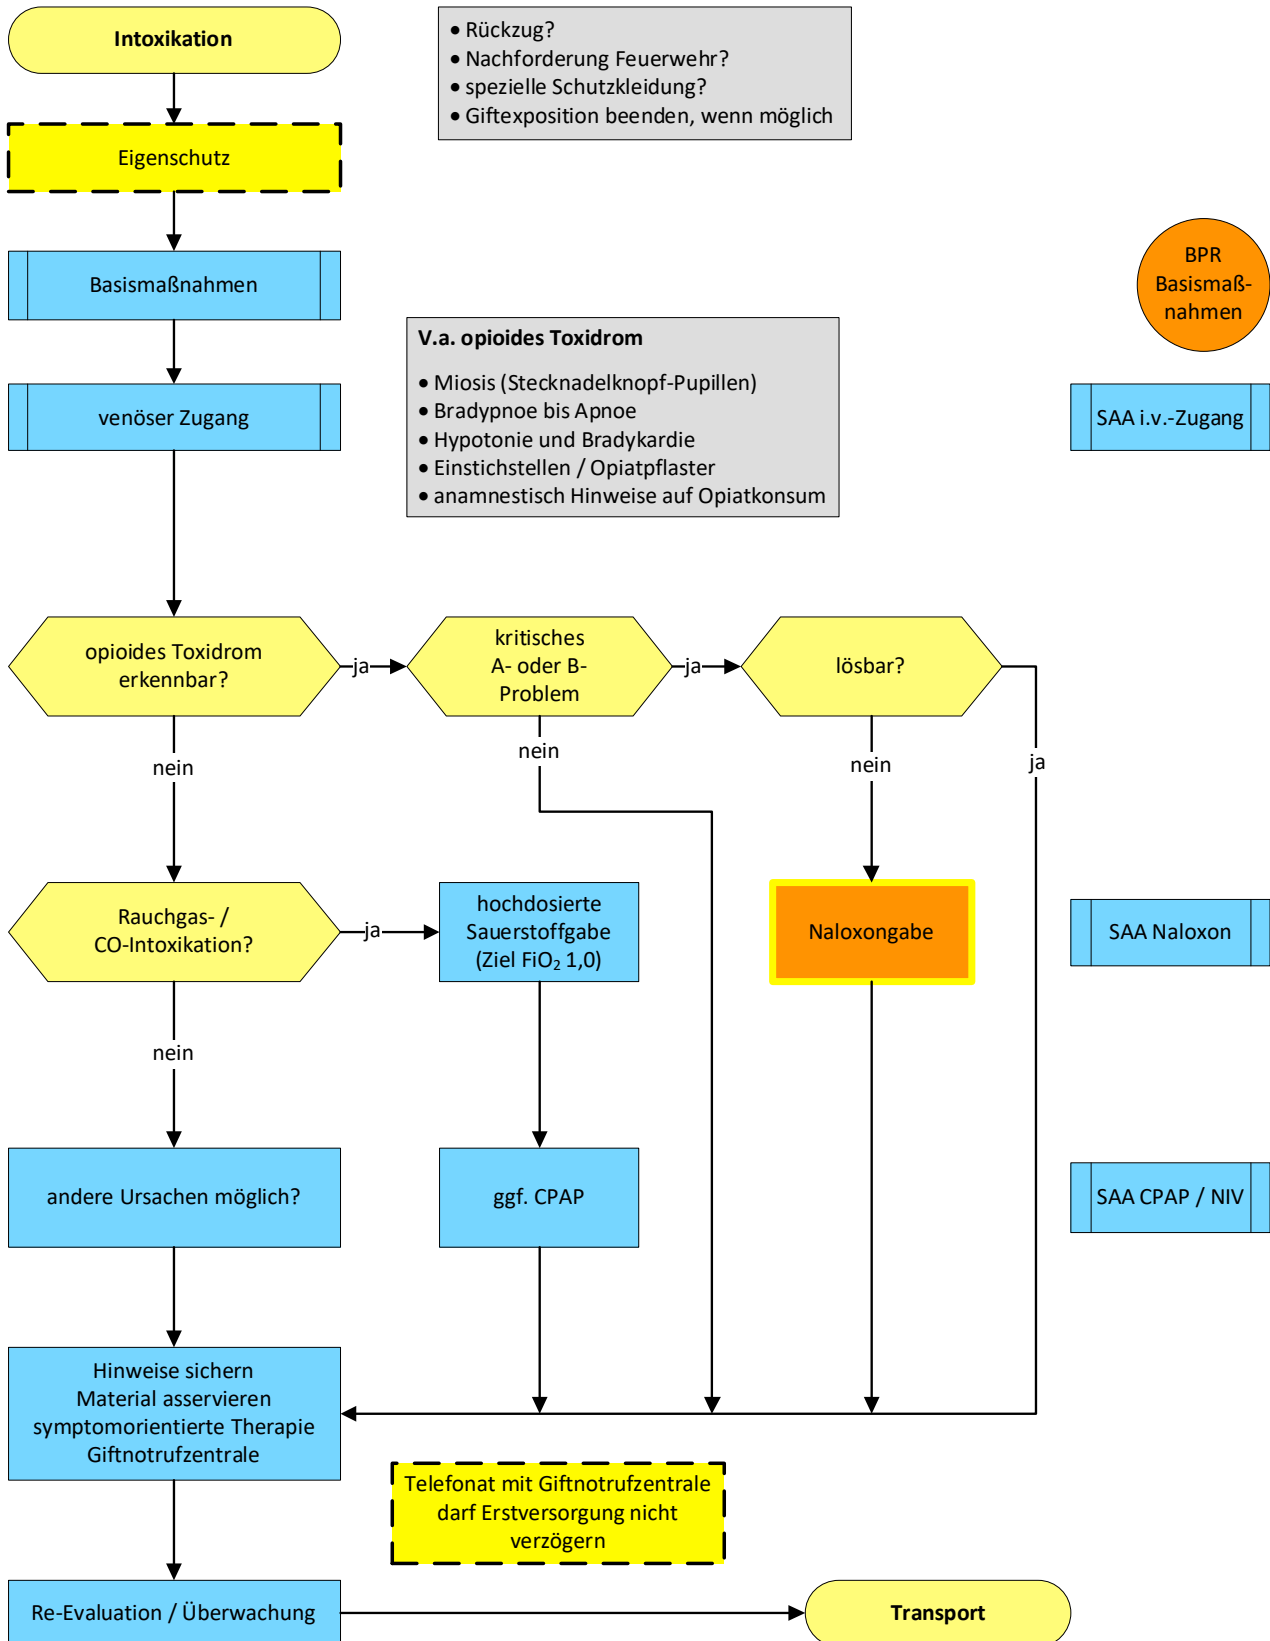 Intoxikation
• Rückzug?
• Nachforderung Feuerwehr?
• spezielle Schutzkleidung?
• Giftexposition beenden, wenn möglich
Eigenschutz
Basismaßnahmen
BPR
Basismaß-
nahmen
V.a. opioides Toxidrom
• Miosis (Stecknadelknopf-Pupillen)
• Bradypnoe bis Apnoe
• Hypotonie und Bradykardie
• Einstichstellen / Opiatpflaster
• anamnestisch Hinweise auf Opiatkonsum
venöser Zugang
SAA i.v.-Zugang
opioides Toxidrom
erkennbar?
ja
kritisches
A- oder B-
Problem
ja
lösbar?
nein
nein
nein
ja
Rauchgas- /
CO-Intoxikation?
ja
hochdosierte
Sauerstoffgabe
(Ziel FiO₂ 1,0)
Naloxongabe
SAA Naloxon
nein
andere Ursachen möglich?
ggf. CPAP
SAA CPAP / NIV
Hinweise sichern
Material asservieren
symptomorientierte Therapie
Giftnotrufzentrale
Telefonat mit Giftnotrufzentrale
darf Erstversorgung nicht
verzögern
Re-Evaluation / Überwachung
Transport